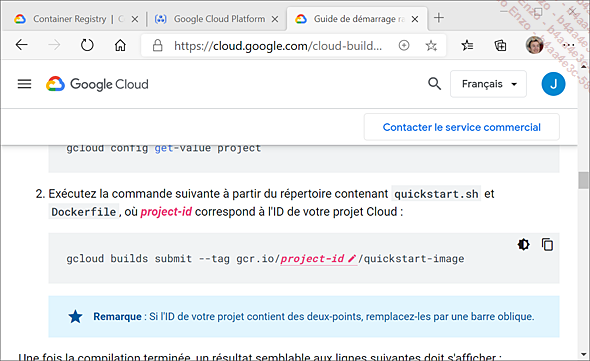 Container Registry | C
Google Cloud Platform
Guide de démarrage ra
https://cloud.google.com/cloud-build...
Google Cloud
Français
J
Contacter le service commercial
gcloud config get-value project
2. Exécutez la commande suivante à partir du répertoire contenant quickstart.sh et
Dockerfile, où project-id correspond à l'ID de votre projet Cloud :
gcloud builds submit --tag gcr.io/project-id/quickstart-image
Remarque : Si l'ID de votre projet contient des deux-points, remplacez-les par une barre oblique.
Une fois la compilation terminée, un résultat semblable aux lignes suivantes doit s'afficher :